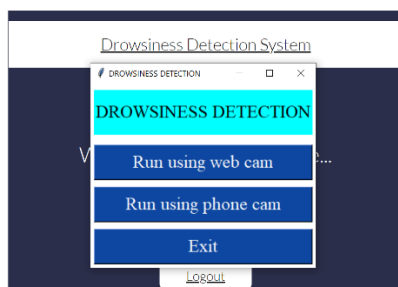 Drowsiness Detection System
DROWSINESS DETECTION
DROWSINESS DETECTION
Run using web cam
Run using phone cam
Exit
Logout